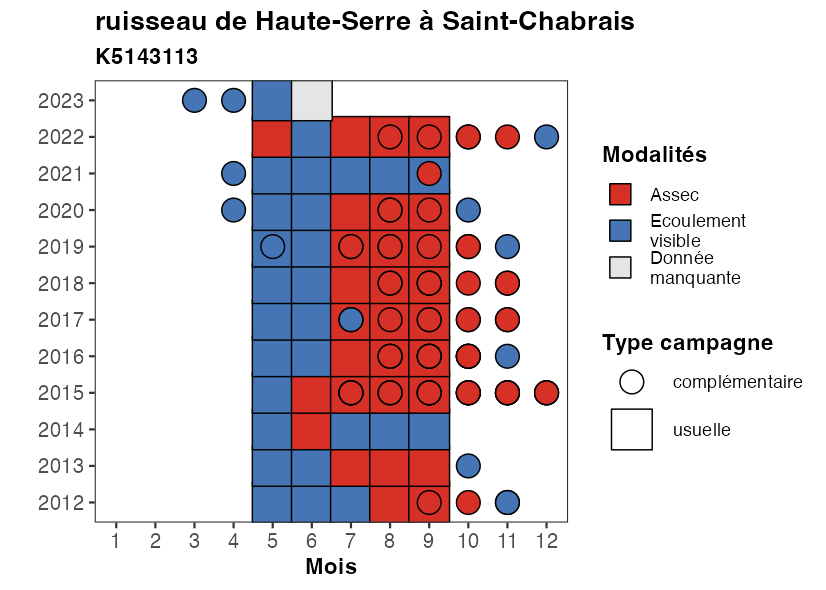 ruisseau de Haute-Serre à Saint-Chabrais
K5143113
2023
2022
2021
2020
2019
2018
2017
2016
2015
2014
2013
2012
1 2 3 4 5 6 7 8 9 10 11 12
Mois
Modalités
Assec
Ecoulement
visible
Donnée
manquante
Type campagne
complémentaire
usuelle